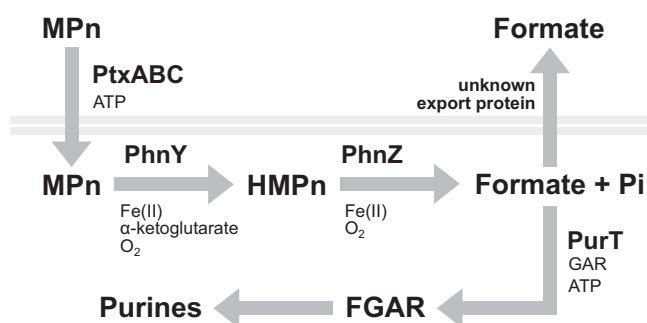 MPn
Formate
PtxABC
ATP
unknown
export protein
PhnY
PhnZ
MPn
HMPn
Formate + Pi
Fe(II)
α-ketoglutarate
O₂
Fe(II)
O₂
PurT
GAR
ATP
Purines
FGAR